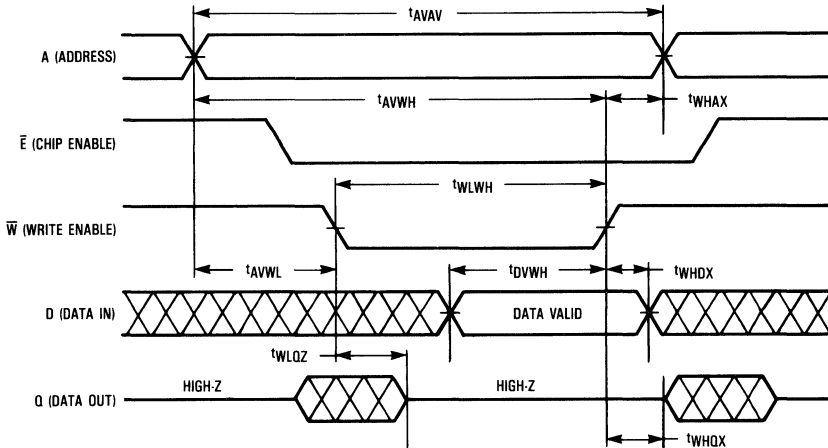 tAVAV
A (ADDRESS)
tAVWH
tWHAX
E̅ (CHIP ENABLE)
tWLWH
W̅ (WRITE ENABLE)
tAVWL
tDVWH
tWHDX
D (DATA IN)
DATA VALID
tWLQZ
HIGH-Z
HIGH-Z
Q (DATA OUT)
tWHQX